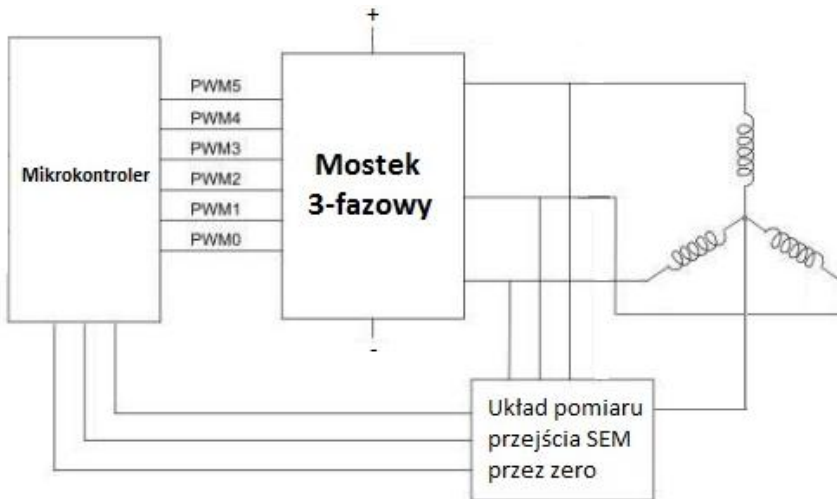 +
PWM5
PWM4
PWM3
PWM2
PWM1
PWM0
Mikrokontroler
Mostek
3-fazowy
-
Układ pomiaru
przejścia SEM
przez zero